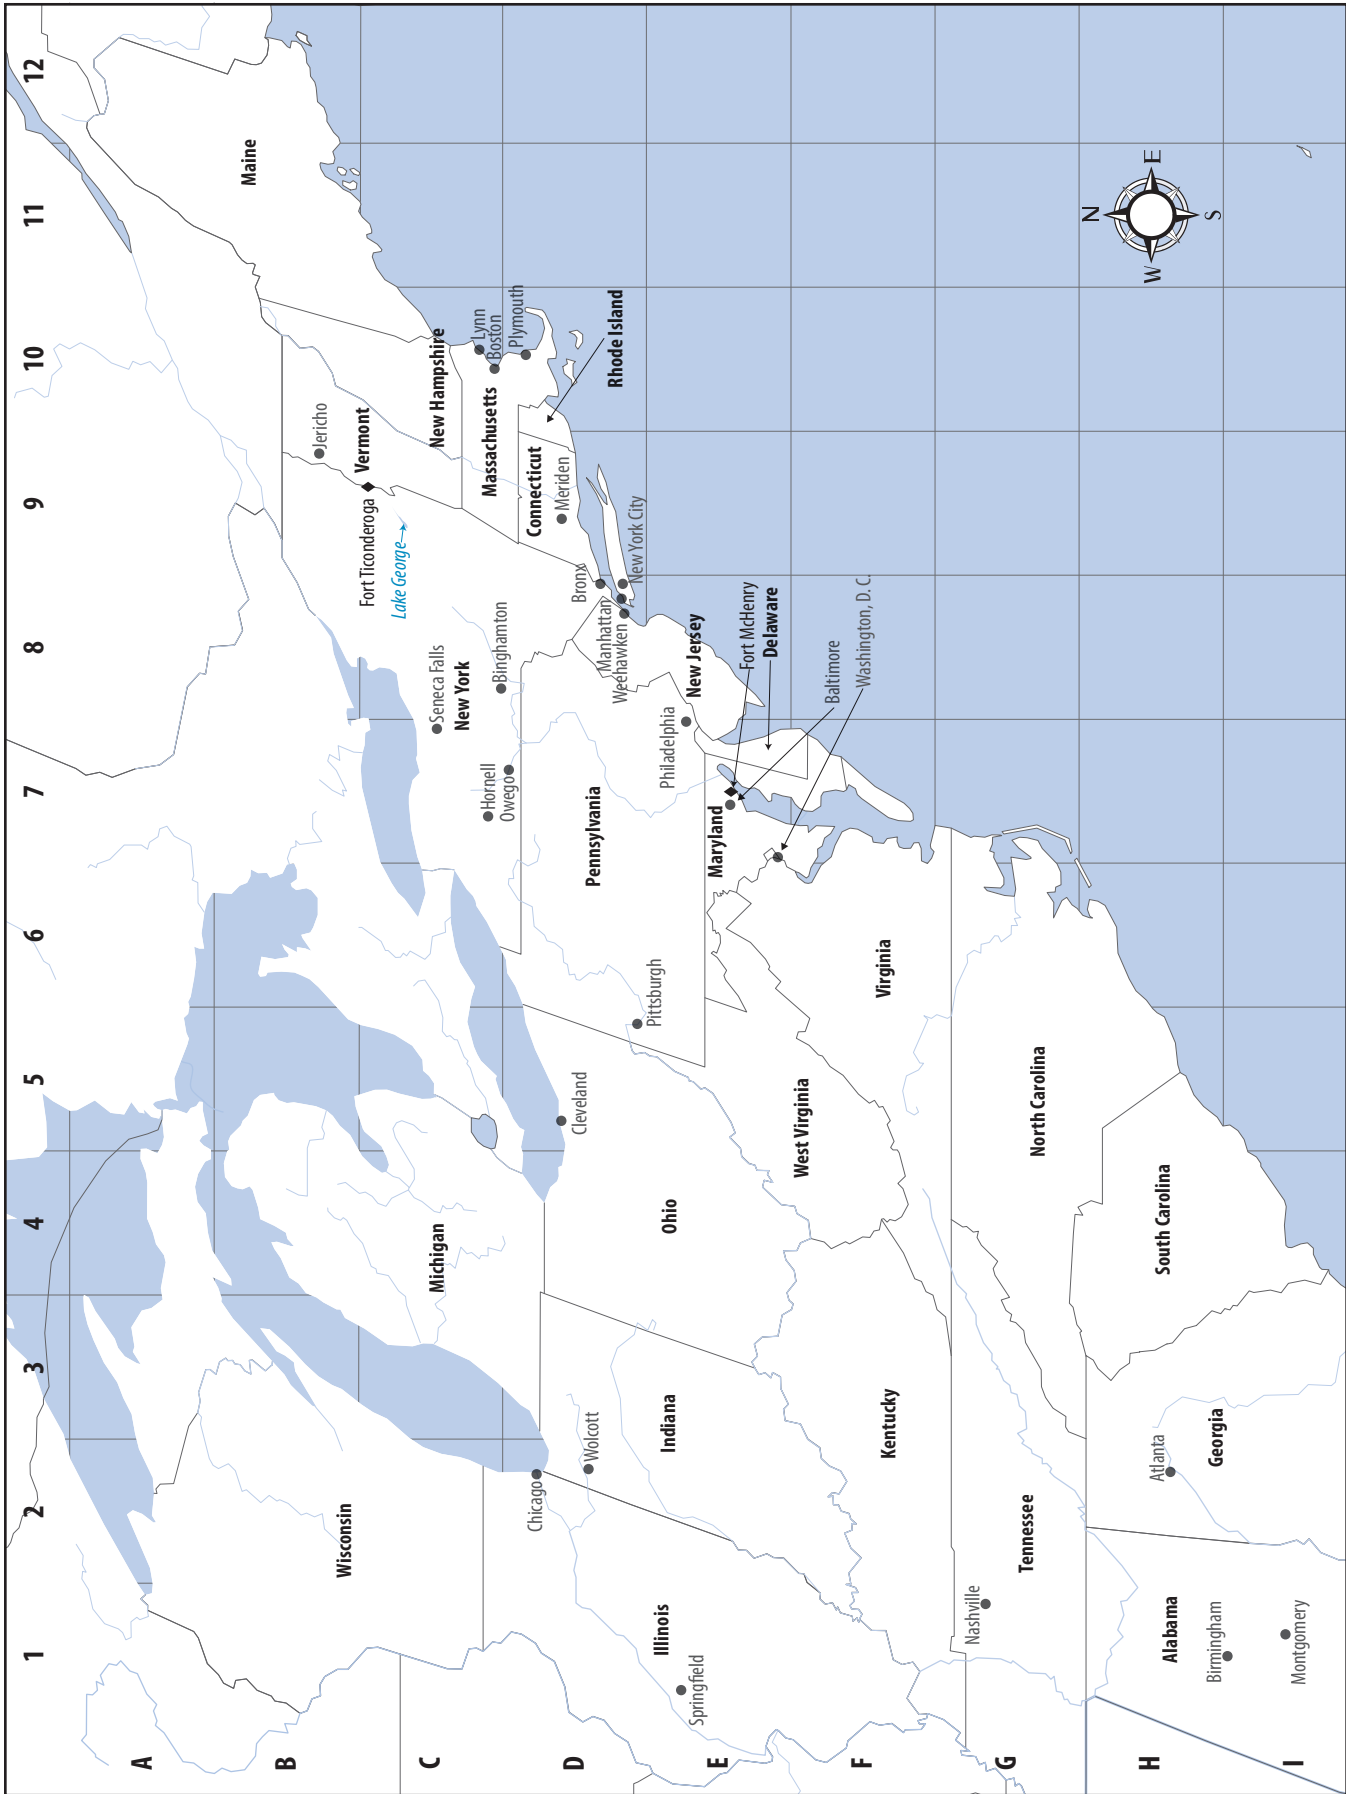 1
2
3
4
5
6
7
8
9
10
11
12
A
B
C
D
E
F
G
H
I
Maine
Jericho
Vermont
Fort Ticonderoga
Lake George
New Hampshire
Lynn
Boston
Plymouth
Massachusetts
Rhode Island
Connecticut
Meriden
New York City
Bronx
Manhattan
Weehawken
Seneca Falls
New York
Binghamton
Hornell
Owego
New Jersey
Philadelphia
Pennsylvania
Pittsburgh
Fort McHenry
Delaware
Baltimore
Washington, D. C.
Maryland
Virginia
West Virginia
Cleveland
Ohio
Michigan
Wisconsin
Chicago
Wolcott
Indiana
Illinois
Springfield
Kentucky
Tennessee
Nashville
North Carolina
South Carolina
Georgia
Atlanta
Alabama
Birmingham
Montgomery
N
E
S
W